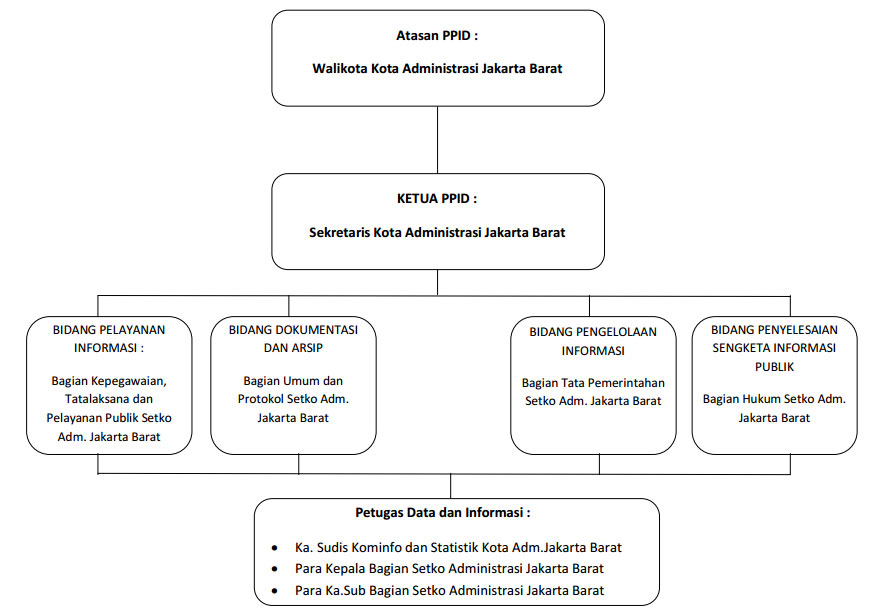 Atasan PPID :
Walikota Kota Administrasi Jakarta Barat
KETUA PPID :
Sekretaris Kota Administrasi Jakarta Barat
BIDANG PELAYANAN
INFORMASI :
Bagian Kepegawaian,
Tatalaksana dan
Pelayanan Publik Setko
Adm. Jakarta Barat
BIDANG DOKUMENTASI
DAN ARSIP
Bagian Umum dan
Protokol Setko Adm.
Jakarta Barat
BIDANG PENGELOLAAN
INFORMASI
Bagian Tata Pemerintahan
Setko Adm. Jakarta Barat
BIDANG PENYELESAIAN
SENGKETA INFORMASI
PUBLIK
Bagian Hukum Setko Adm.
Jakarta Barat
Petugas Data dan Informasi :
• Ka. Sudis Kominfo dan Statistik Kota Adm.Jakarta Barat
• Para Kepala Bagian Setko Administrasi Jakarta Barat
• Para Ka.Sub Bagian Setko Administrasi Jakarta Barat